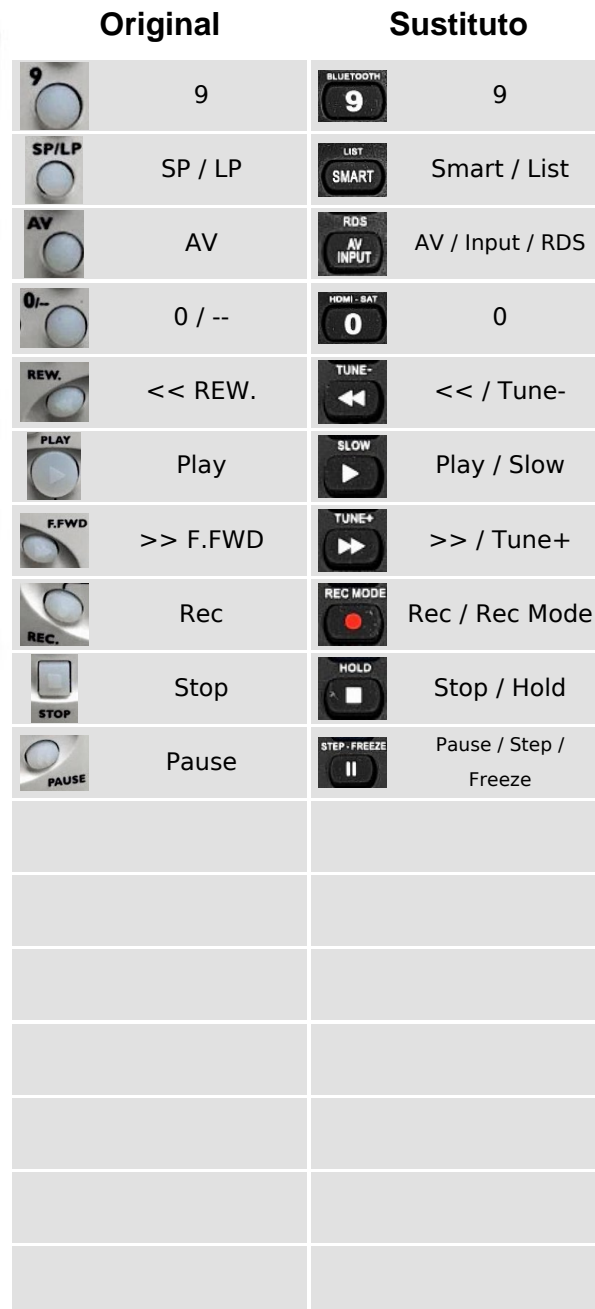 Original Sustituto
9 9 BLUETOOTH 9 9
SP/LP SP / LP LIST SMART Smart / List
AV AV RDS AV INPUT AV / Input / RDS
0/-- 0 / -- HDMI - SAT 0 0
REW. << REW. TUNE- << / Tune-
PLAY Play SLOW Play / Slow
F.FWD >> F.FWD TUNE+ >> / Tune+
REC. Rec REC MODE Rec / Rec Mode
STOP Stop HOLD Stop / Hold
PAUSE Pause STEP - FREEZE Pause / Step /
Freeze